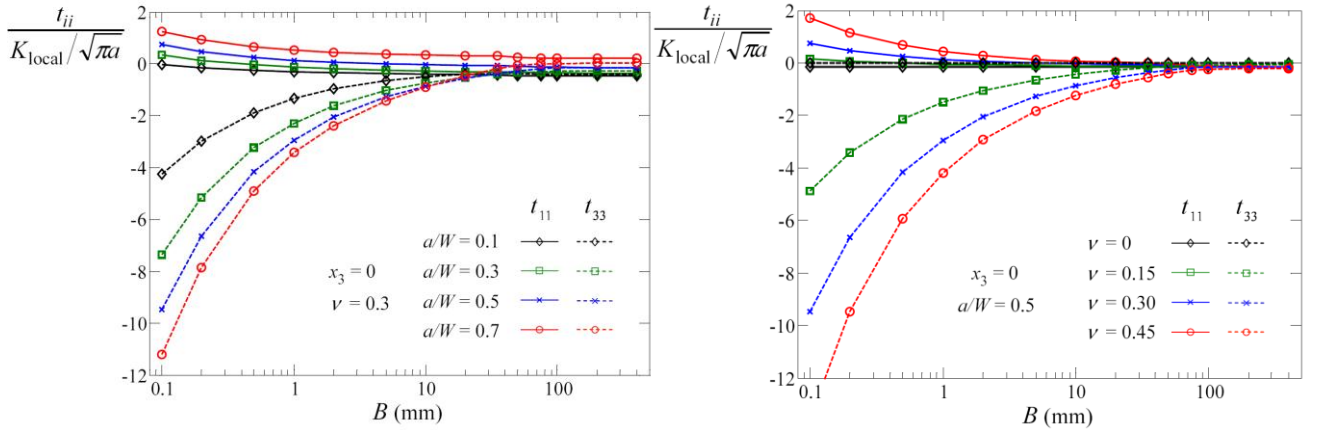 t_ii
K_local/√πa
2
0
-2
-4
-6
-8
-10
-12
0.1 1 10 100
B (mm)
t_11 t_33
a/W = 0.1
a/W = 0.3
a/W = 0.5
a/W = 0.7
x_3 = 0
ν = 0.3
t_ii
K_local/√πa
2
0
-2
-4
-6
-8
-10
-12
0.1 1 10 100
B (mm)
t_11 t_33
ν = 0
ν = 0.15
ν = 0.30
ν = 0.45
x_3 = 0
a/W = 0.5